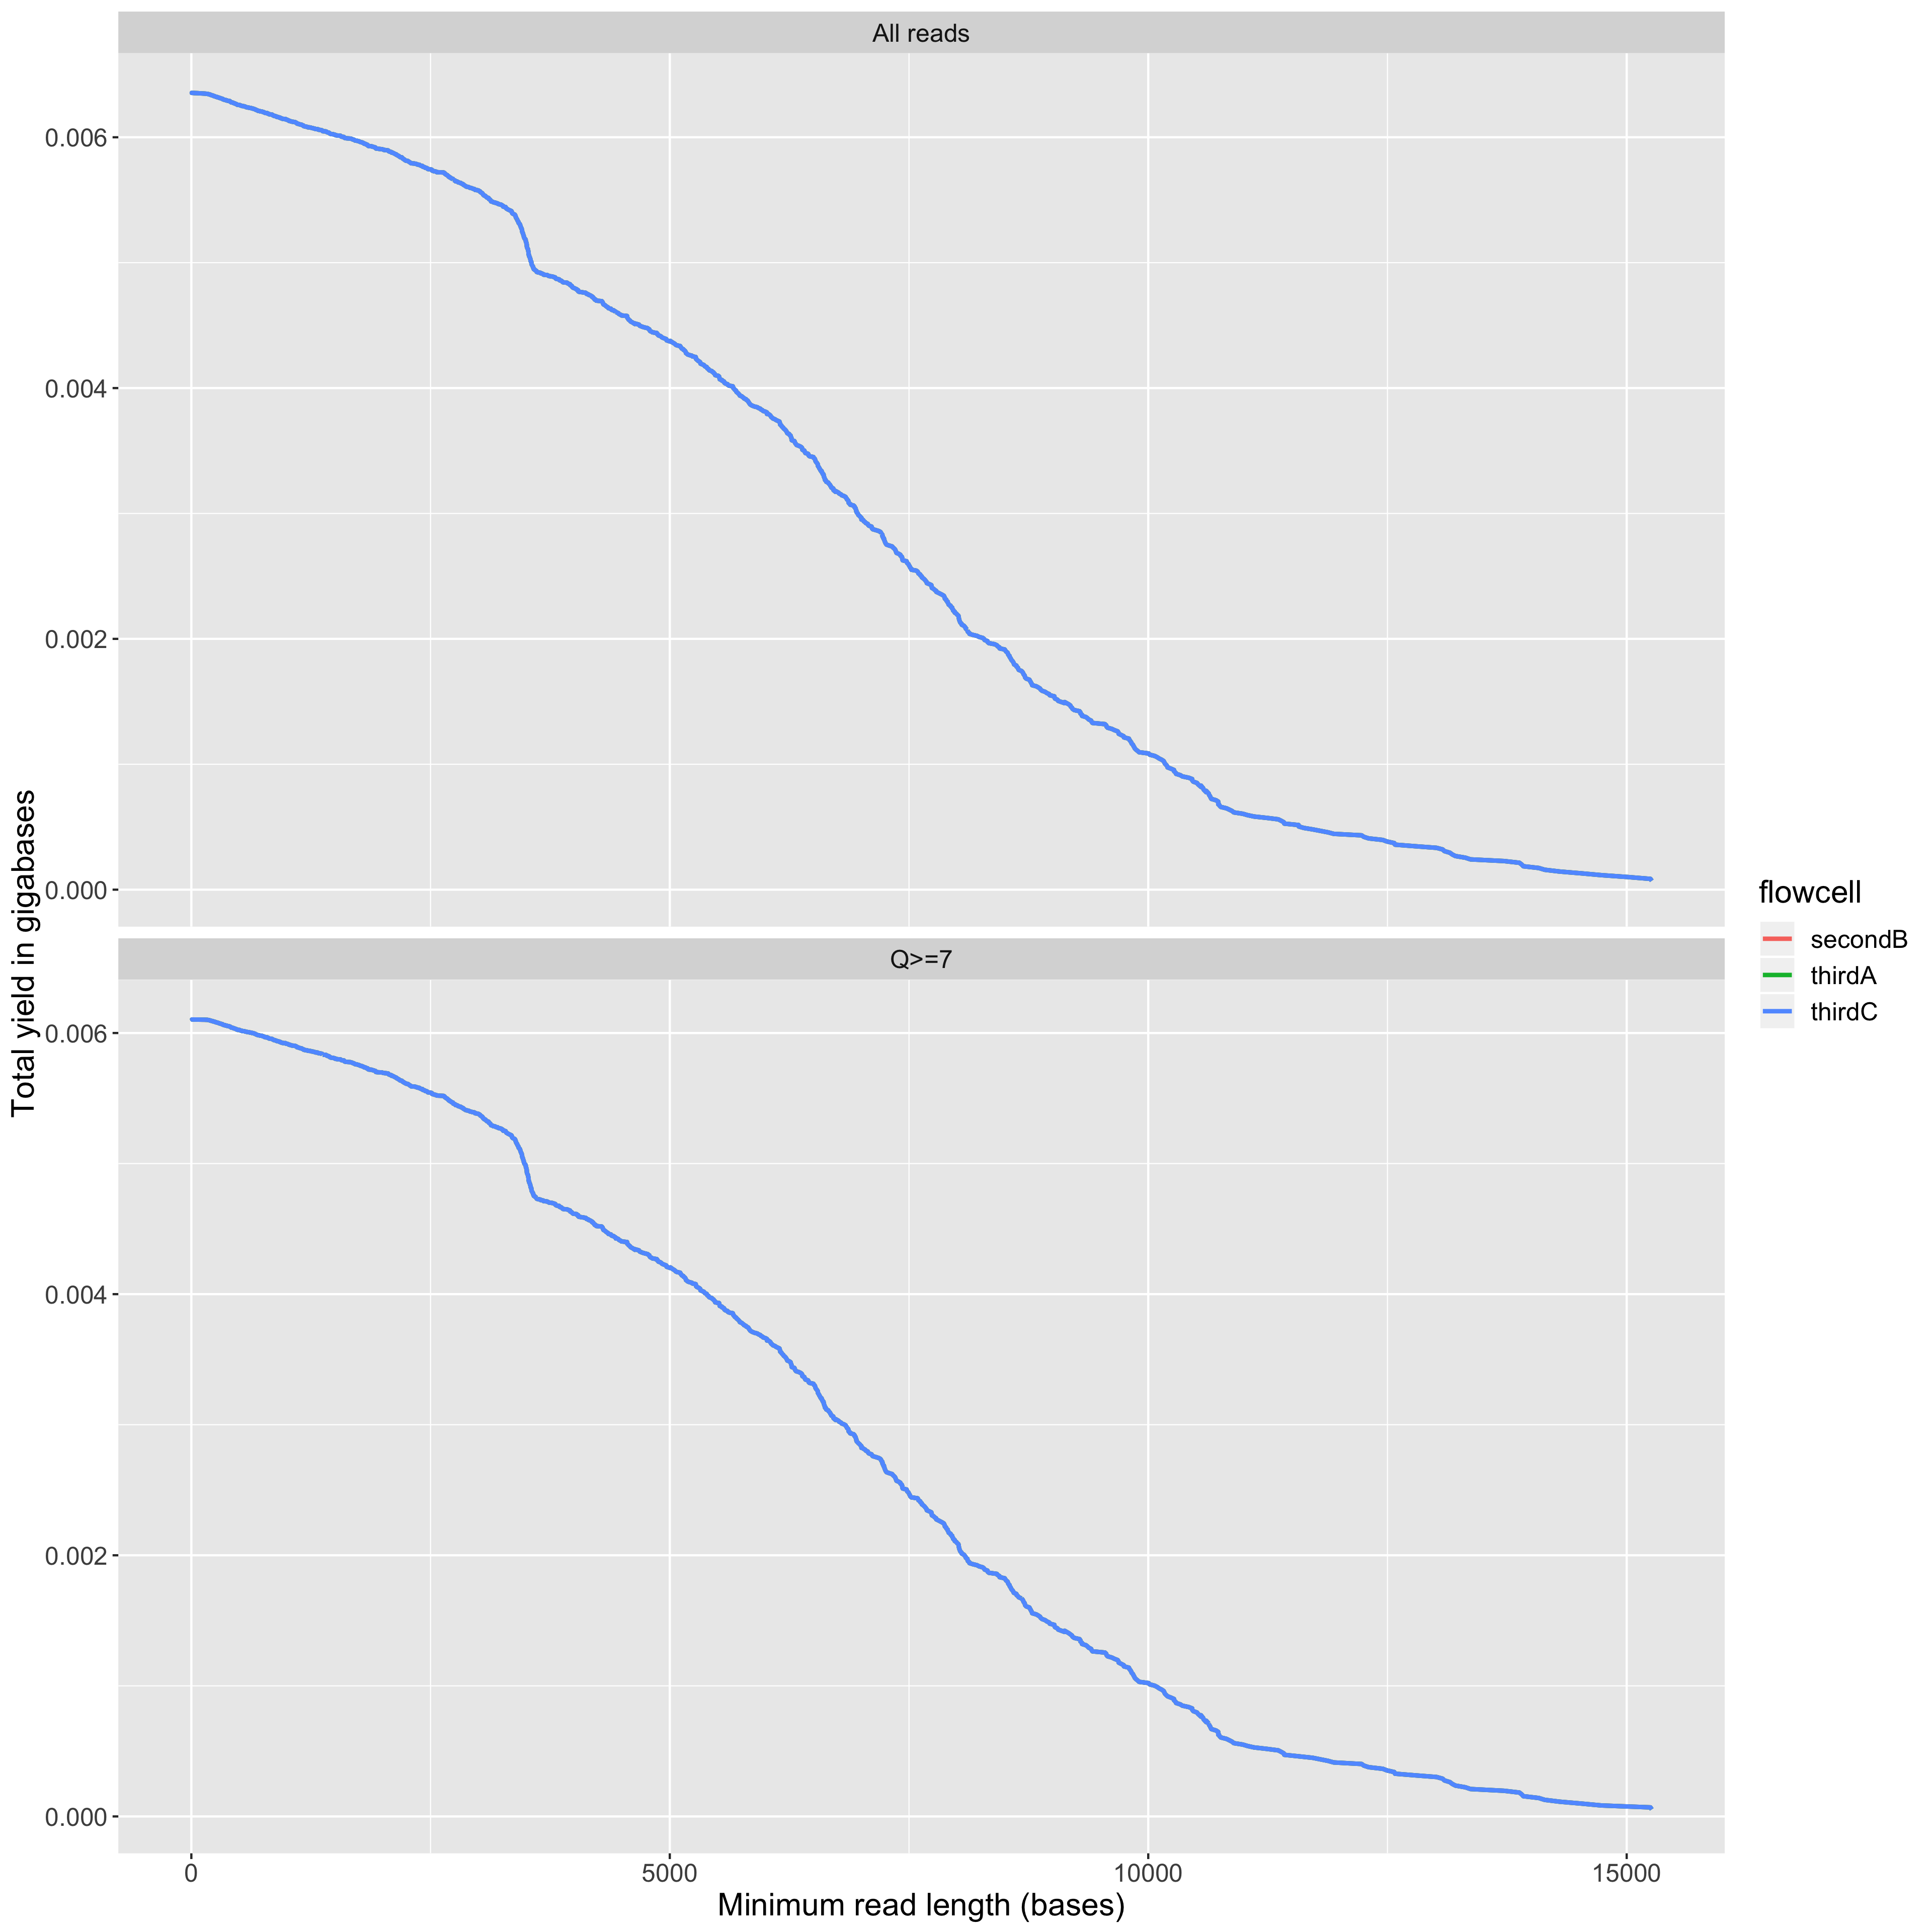 All reads
0.006
0.004
0.002
0.000
Q>=7
0.006
0.004
0.002
0.000
0 5000 10000 15000
Minimum read length (bases)
Total yield in gigabases
flowcell
secondB
thirdA
thirdC